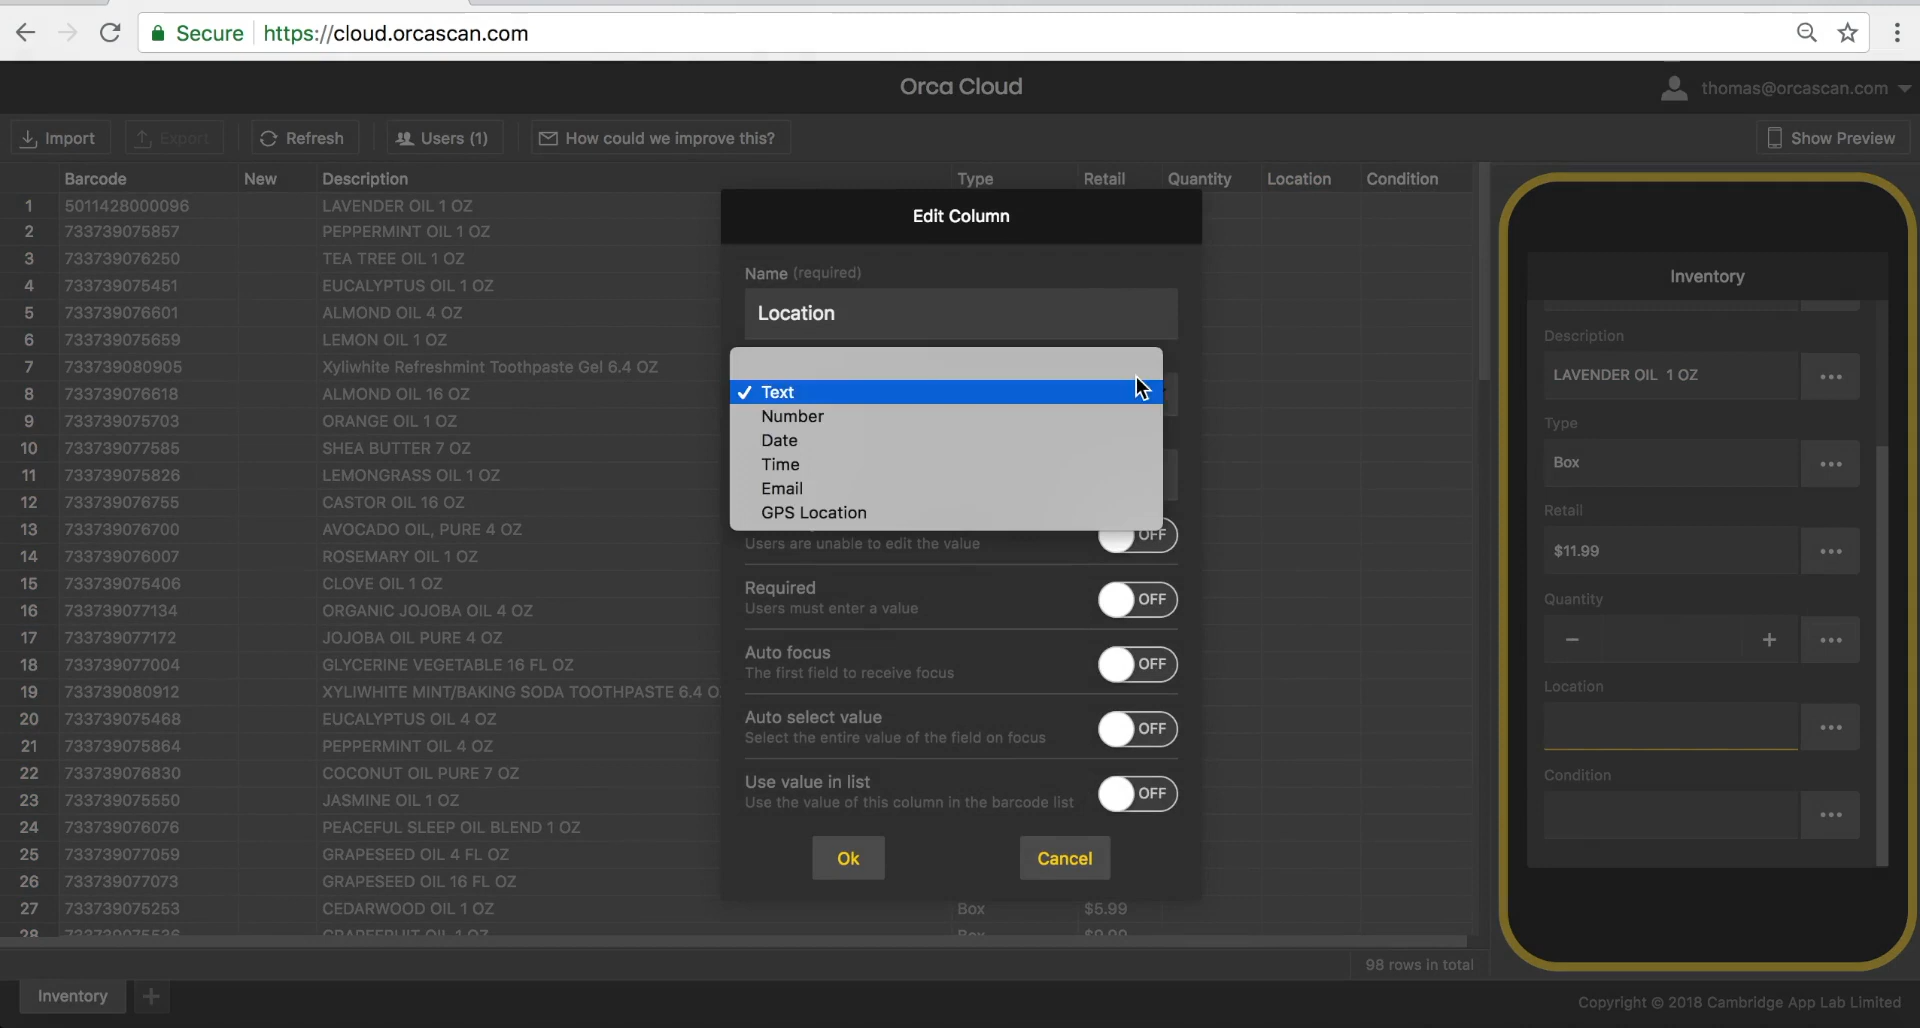 Secure https://cloud.orcascan.com
Orca Cloud
thomas@orcascan.com
Import Export Refresh Users (1) How could we improve this? Show Preview
Barcode New Description Type Retail Quantity Location Condition
1 5011428000096 LAVENDER OIL 1 OZ
2 733739075857 PEPPERMINT OIL 1 OZ
3 733739076250 TEA TREE OIL 1 OZ
4 733739075451 EUCALYPTUS OIL 1 OZ
5 733739076601 ALMOND OIL 4 OZ
6 733739075659 LEMON OIL 1 OZ
7 733739080905 Xyliwhite Refreshmint Toothpaste Gel 6.4 OZ
8 733739076618 ALMOND OIL 16 OZ
9 733739075703 ORANGE OIL 1 OZ
10 733739077585 SHEA BUTTER 7 OZ
11 733739075826 LEMONGRASS OIL 1 OZ
12 733739076755 CASTOR OIL 16 OZ
13 733739076700 AVOCADO OIL, PURE 4 OZ
14 733739076007 ROSEMARY OIL 1 OZ
15 733739075406 CLOVE OIL 1 OZ
16 733739077134 ORGANIC JOJOBA OIL 4 OZ
17 733739077172 JOJOBA OIL PURE 4 OZ
18 733739077004 GLYCERINE VEGETABLE 16 FL OZ
19 733739080912 XYLIWHITE MINT/BAKING SODA TOOTHPASTE 6.4 O
20 733739075468 EUCALYPTUS OIL 4 OZ
21 733739075864 PEPPERMINT OIL 4 OZ
22 733739076830 COCONUT OIL PURE 7 OZ
23 733739075550 JASMINE OIL 1 OZ
24 733739076076 PEACEFUL SLEEP OIL BLEND 1 OZ
25 733739077059 GRAPESEED OIL 4 FL OZ
26 733739077073 GRAPESEED OIL 16 FL OZ
27 733739075253 CEDARWOOD OIL 1 OZ Box $5.99
28 733739075536 GRAPEFRUIT OIL 1 OZ Box $9.99
98 rows in total
Edit Column
Name (required)
Location
✓ Text
Number
Date
Time
Email
GPS Location
Users are unable to edit the value OFF
Required
Users must enter a value OFF
Auto focus
The first field to receive focus OFF
Auto select value
Select the entire value of the field on focus OFF
Use value in list
Use the value of this column in the barcode list OFF
Ok Cancel
Inventory
Description
LAVENDER OIL 1 OZ
Type
Box
Retail
$11.99
Quantity
− +
Location
Condition
Inventory +
Copyright © 2018 Cambridge App Lab Limited